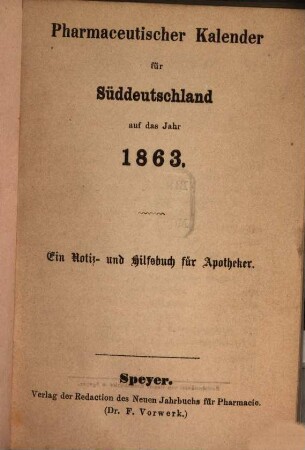 Pharmaceutischer Kalender
für
Süddeutschland
auf das Jahr
1863.
Ein Notiz- und Hilfsbuch für Apotheker.
Speyer.
Verlag der Redaction des Neuen Jahrbuchs für Pharmacie.
(Dr. F. Vorwerk.)